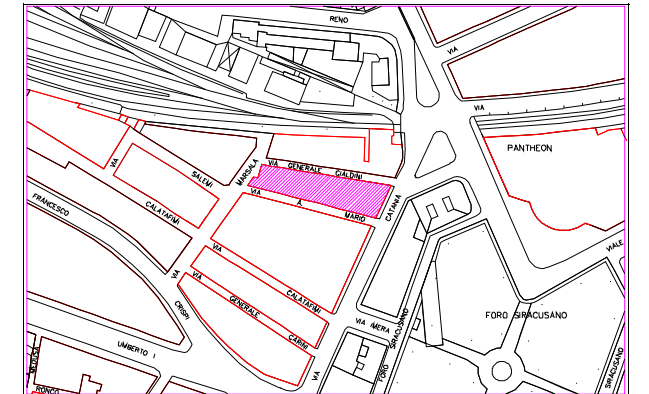 RENO
VIA
VIA
PANTHEON
VIA
SALEMI
MARSALA
VIA GENERALE CIALDINI
VIA A. MARIO
CATANIA
FRANCESCO
CALATAFIMI
VIA
VIA
CALATAFIMI
VIALE
VIA
CRISPI
VIA
GENERALE
CARINI
VIA IMERA
FORO SIRACUSANO
SIRACUSANO
UMBERTO I
VIA
FORO
SIRACUSANO
RONCO